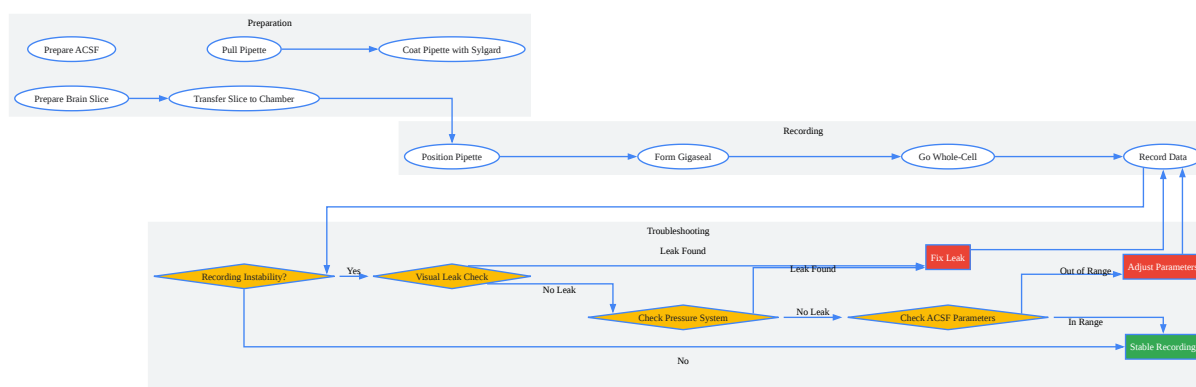 Preparation
Prepare ACSF
Pull Pipette
Coat Pipette with Sylgard
Prepare Brain Slice
Transfer Slice to Chamber
Recording
Position Pipette
Form Gigaseal
Go Whole-Cell
Record Data
Troubleshooting
Recording Instability?
Yes
Visual Leak Check
Leak Found
Fix Leak
Leak Found
Out of Range
Adjust Parameters
No Leak
Check Pressure System
No Leak
Check ACSF Parameters
In Range
Stable Recording
No